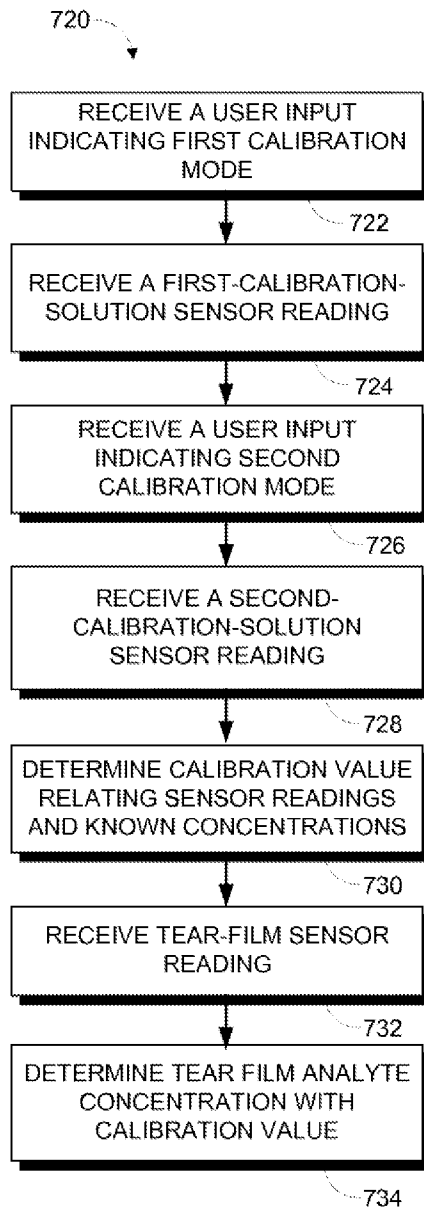 720
RECEIVE A USER INPUT
INDICATING FIRST CALIBRATION
MODE
722
RECEIVE A FIRST-CALIBRATION-
SOLUTION SENSOR READING
724
RECEIVE A USER INPUT
INDICATING SECOND
CALIBRATION MODE
726
RECEIVE A SECOND-
CALIBRATION-SOLUTION
SENSOR READING
728
DETERMINE CALIBRATION VALUE
RELATING SENSOR READINGS
AND KNOWN CONCENTRATIONS
730
RECEIVE TEAR-FILM SENSOR
READING
732
DETERMINE TEAR FILM ANALYTE
CONCENTRATION WITH
CALIBRATION VALUE
734